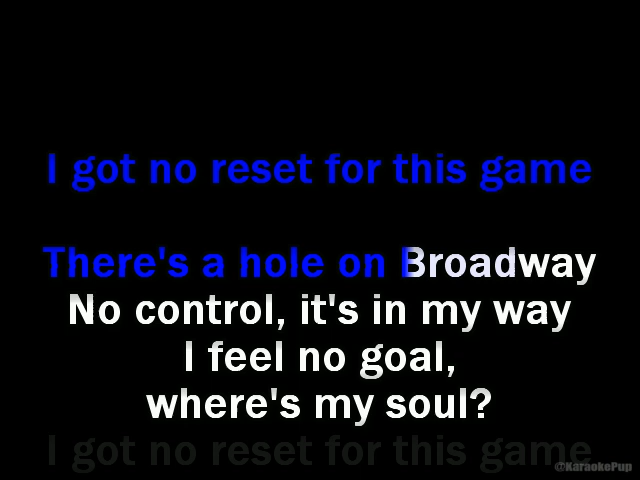 I got no reset for this game
There's a hole on Broadway
No control, it's in my way
I feel no goal,
where's my soul?
I got no reset for this game
@KaraokePup